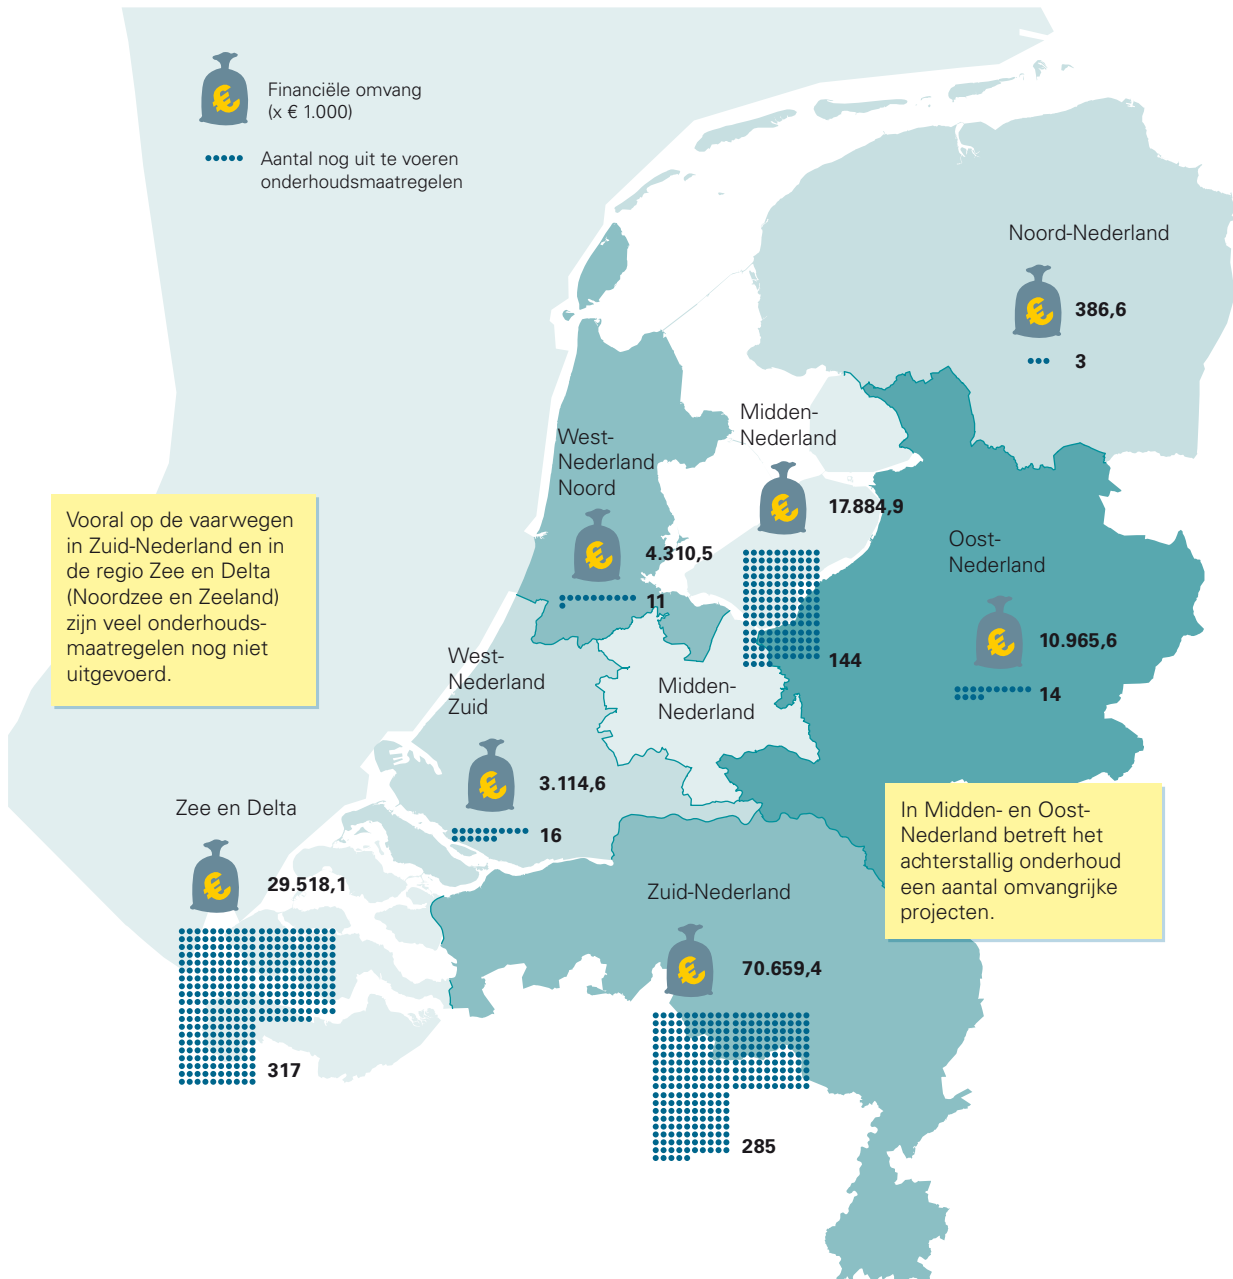 Financiële omvang
(x € 1.000)
Aantal nog uit te voeren
onderhoudsmaatregelen
Noord-Nederland
386,6
3
Midden-
Nederland
17.884,9
144
West-
Nederland
Noord
4.310,5
11
Vooral op de vaarwegen
in Zuid-Nederland en in
de regio Zee en Delta
(Noordzee en Zeeland)
zijn veel onderhouds-
maatregelen nog niet
uitgevoerd.
Oost-
Nederland
10.965,6
14
West-
Nederland
Zuid
3.114,6
16
Midden-
Nederland
Zee en Delta
29.518,1
317
In Midden- en Oost-
Nederland betreft het
achterstallig onderhoud
een aantal omvangrijke
projecten.
Zuid-Nederland
70.659,4
285